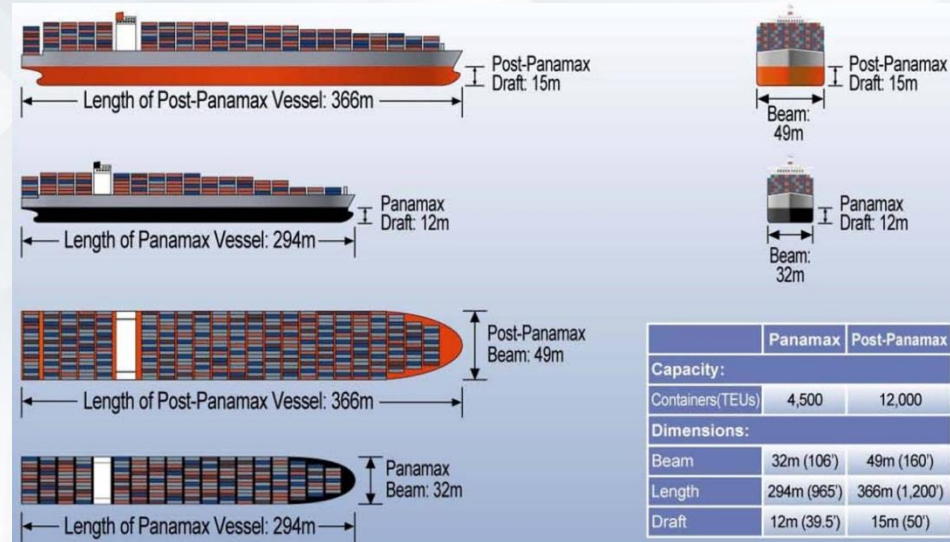 Post-Panamax
Draft: 15m
Length of Post-Panamax Vessel: 366m
Post-Panamax
Draft: 15m
Beam:
49m
Panamax
Draft: 12m
Length of Panamax Vessel: 294m
Panamax
Draft: 12m
Beam:
32m
Post-Panamax
Beam: 49m
Length of Post-Panamax Vessel: 366m
Panamax
Beam: 32m
Length of Panamax Vessel: 294m
Panamax Post-Panamax
Capacity:
Containers(TEUs) 4,500 12,000
Dimensions:
Beam 32m (106') 49m (160')
Length 294m (965') 366m (1,200')
Draft 12m (39.5') 15m (50')